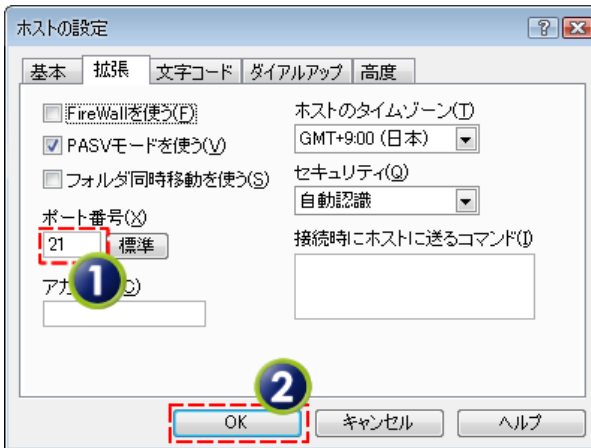 ホストの設定
基本 拡張 文字コード ダイアルアップ 高度
FireWallを使う(F)
PASVモードを使う(V)
フォルダ同時移動を使う(S)
ポート番号(X)
21 標準
1
アカ
C)
ホストのタイムゾーン(T)
GMT+9:00 (日本)
セキュリティ(Q)
自動認識
接続時にホストに送るコマンド(I)
2
OK キャンセル ヘルプ